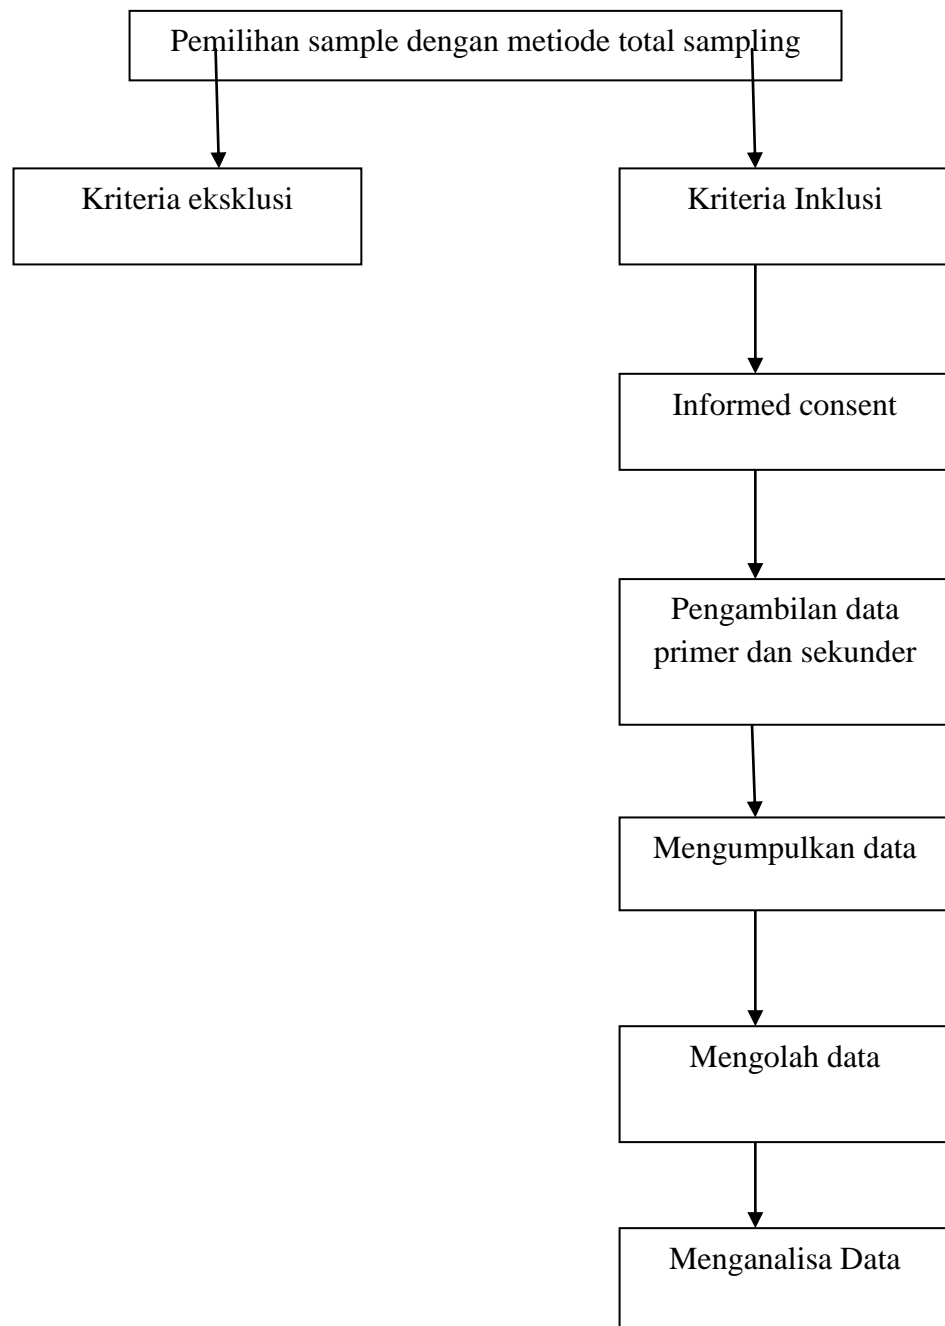 Pemilihan sample dengan metiode total sampling
Kriteria eksklusi
Kriteria Inklusi
Informed consent
Pengambilan data
primer dan sekunder
Mengumpulkan data
Mengolah data
Menganalisa Data